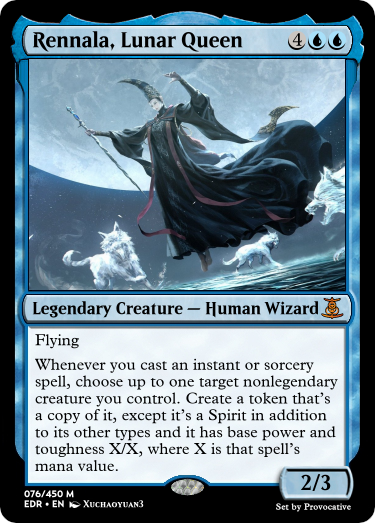 Rennala, Lunar Queen 4
Legendary Creature — Human Wizard
Flying
Whenever you cast an instant or sorcery
spell, choose up to one target nonlegendary
creature you control. Create a token that's
a copy of it, except it's a Spirit in addition
to its other types and it has base power and
toughness X/X, where X is that spell's
mana value.
2/3
076/450 M
EDR • EN Xuchaoyuan3
Set by Provocative